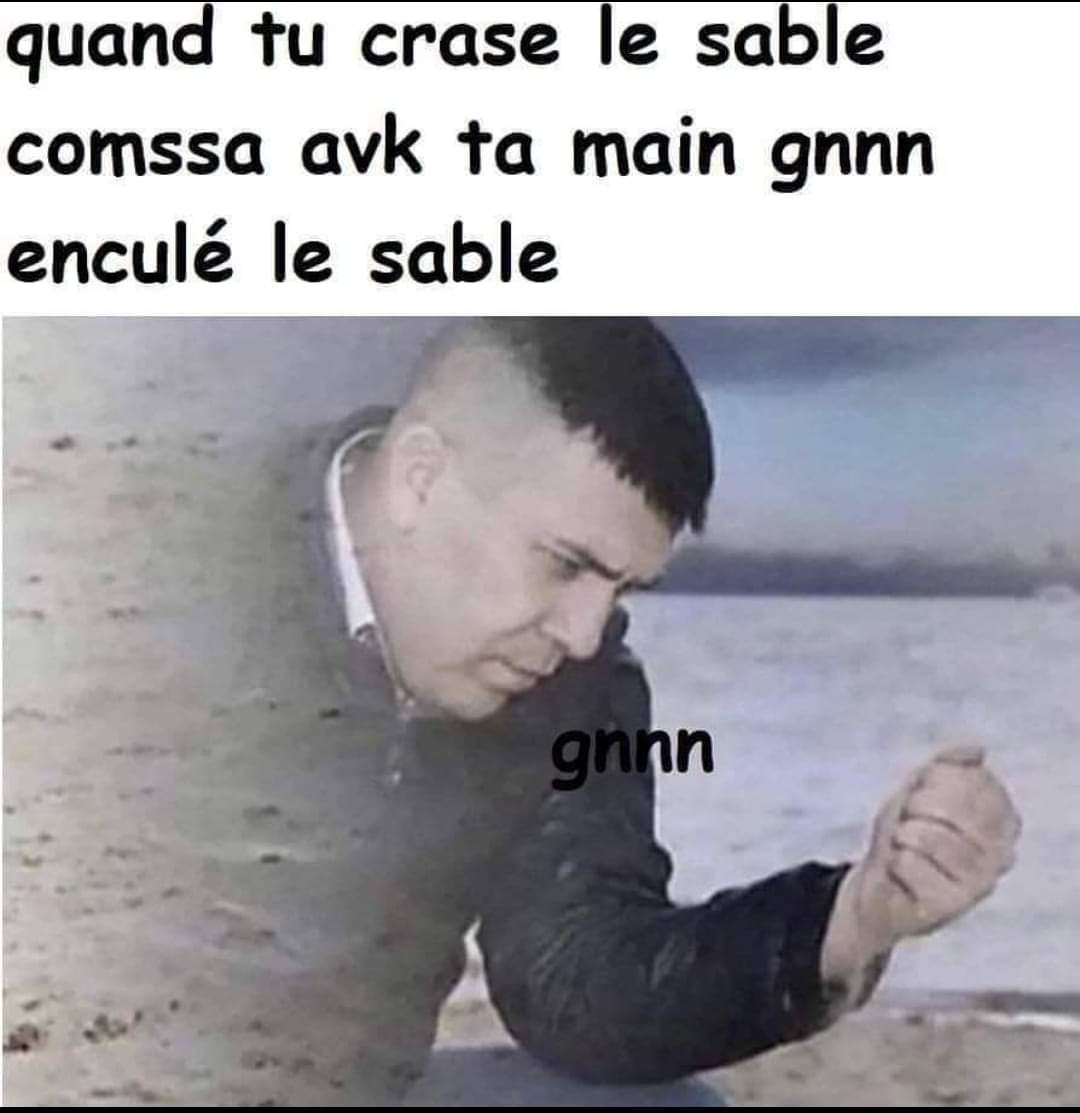 quand tu crase le sable
comssa avk ta main gnnn
enculé le sable
gnnn